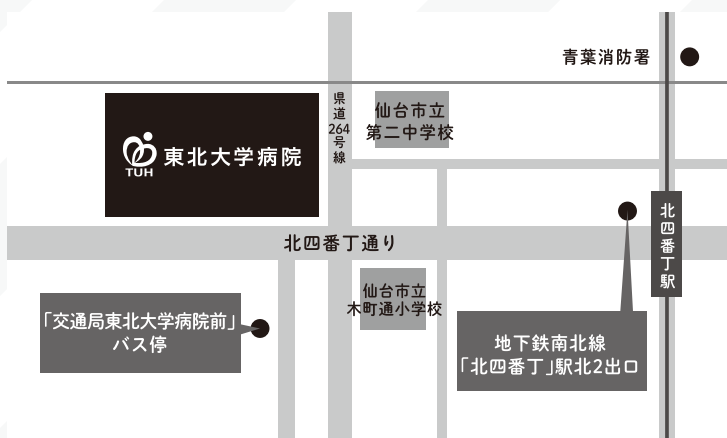 青葉消防署
県道264号線
仙台市立
第二中学校
TUH
東北大学病院
北四番丁駅
北四番丁通り
仙台市立
木町通小学校
「交通局東北大学病院前」
バス停
地下鉄南北線
「北四番丁」駅北2出口